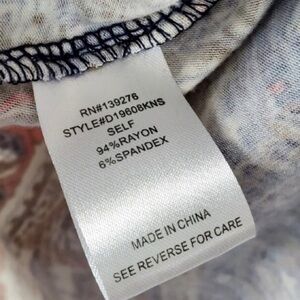 RN#139276
STYLE#D19608KNS
SELF
94%RAYON
6%SPANDEX
MADE IN CHINA
SEE REVERSE FOR CARE